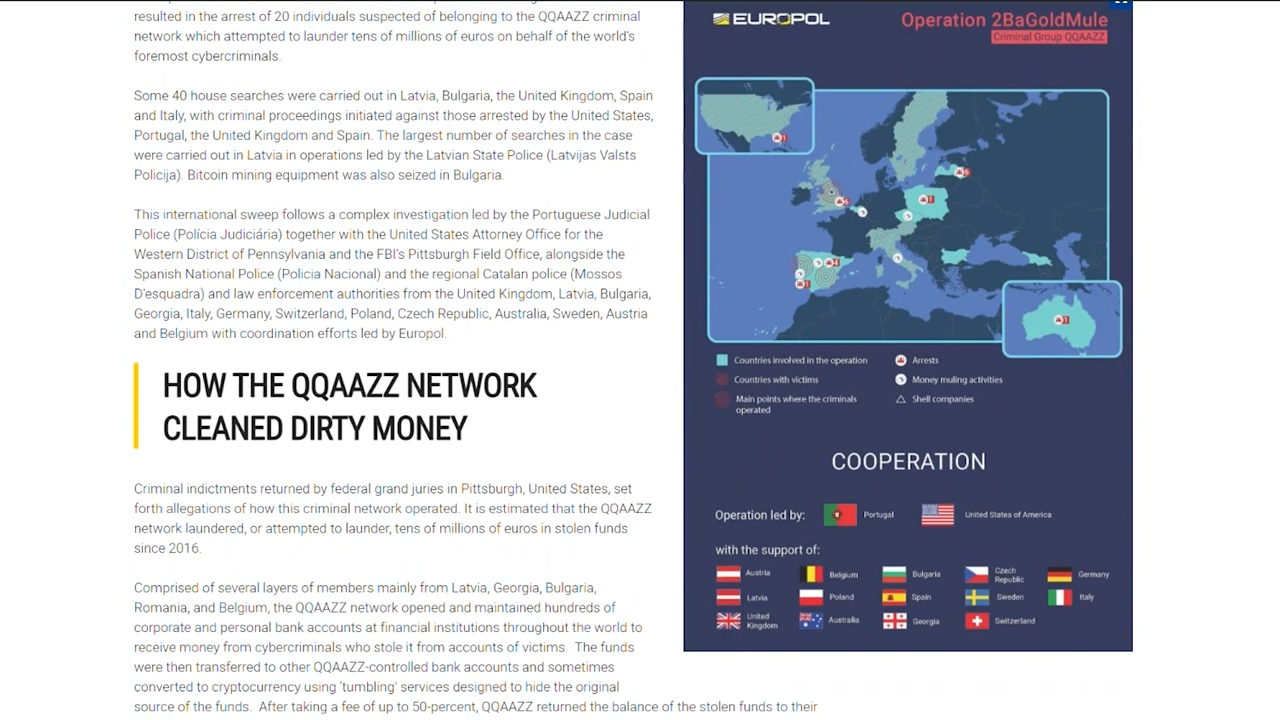 resulted in the arrest of 20 individuals suspected of belonging to the QQAAZZ criminal
network which attempted to launder tens of millions of euros on behalf of the world's
foremost cybercriminals.
Some 40 house searches were carried out in Latvia, Bulgaria, the United Kingdom, Spain
and Italy, with criminal proceedings initiated against those arrested by the United States,
Portugal, the United Kingdom and Spain. The largest number of searches in the case
were carried out in Latvia in operations led by the Latvian State Police (Latvijas Valsts
Policija). Bitcoin mining equipment was also seized in Bulgaria.
This international sweep follows a complex investigation led by the Portuguese Judicial
Police (Polícia Judiciária) together with the United States Attorney Office for the
Western District of Pennsylvania and the FBI's Pittsburgh Field Office, alongside the
Spanish National Police (Policia Nacional) and the regional Catalan police (Mossos
D'esquadra) and law enforcement authorities from the United Kingdom, Latvia, Bulgaria,
Georgia, Italy, Germany, Switzerland, Poland, Czech Republic, Australia, Sweden, Austria
and Belgium with coordination efforts led by Europol.
HOW THE QQAAZZ NETWORK
CLEANED DIRTY MONEY
Criminal indictments returned by federal grand juries in Pittsburgh, United States, set
forth allegations of how this criminal network operated. It is estimated that the QQAAZZ
network laundered, or attempted to launder, tens of millions of euros in stolen funds
since 2016.
Comprised of several layers of members mainly from Latvia, Georgia, Bulgaria,
Romania, and Belgium, the QQAAZZ network opened and maintained hundreds of
corporate and personal bank accounts at financial institutions throughout the world to
receive money from cybercriminals who stole it from accounts of victims. The funds
were then transferred to other QQAAZZ-controlled bank accounts and sometimes
converted to cryptocurrency using 'tumbling' services designed to hide the original
source of the funds. After taking a fee of up to 50-percent, QQAAZZ returned the balance of the stolen funds to their
EUROPOL
Operation 2BaGoldMule
Criminal Group QQAAZZ
1
6
6
1
4
1
1
Countries involved in the operation
Arrests
Countries with victims
Money muling activities
Main points where the criminals
operated
Shell companies
COOPERATION
Operation led by: Portugal United States of America
with the support of:
Austria Belgium Bulgaria Czech Republic Germany
Latvia Poland Spain Sweden Italy
United Kingdom Australia Georgia Switzerland